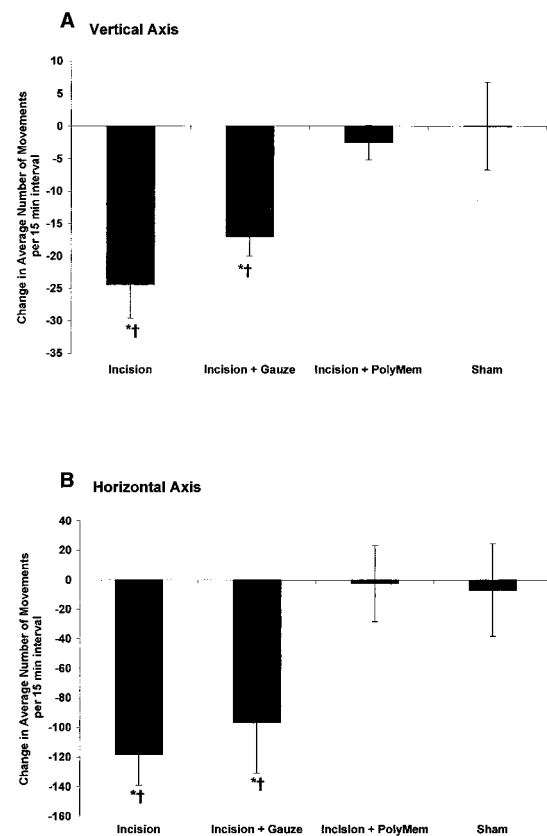 A Vertical Axis
Change in Average Number of Movements
per 15 min interval
10
5
0
-5
-10
-15
-20
-25
-30
-35
*†
*†
Incision
Incision + Gauze
Incision + PolyMem
Sham
B Horizontal Axis
Change in Average Number of Movements
per 15 min interval
40
20
0
-20
-40
-60
-80
-100
-120
-140
-160
*†
*†
Incision
Incision + Gauze
Incision + PolyMem
Sham